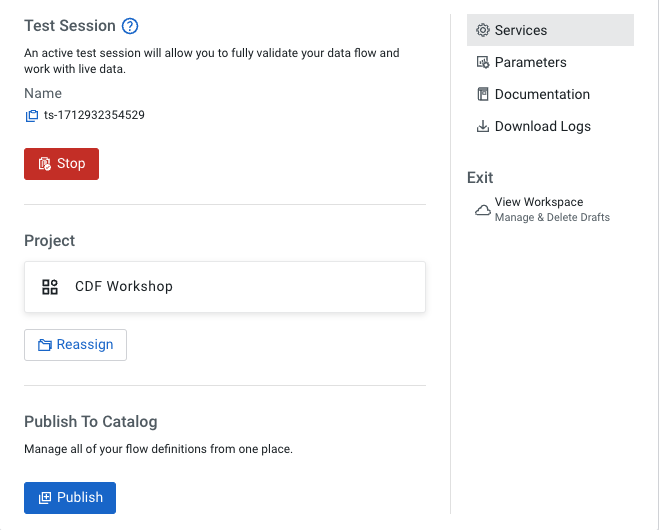 Test Session
An active test session will allow you to fully validate your data flow and
work with live data.
Name
ts-1712932354529
Stop
Project
CDF Workshop
Reassign
Publish To Catalog
Manage all of your flow definitions from one place.
Publish
Services
Parameters
Documentation
Download Logs
Exit
View Workspace
Manage & Delete Drafts